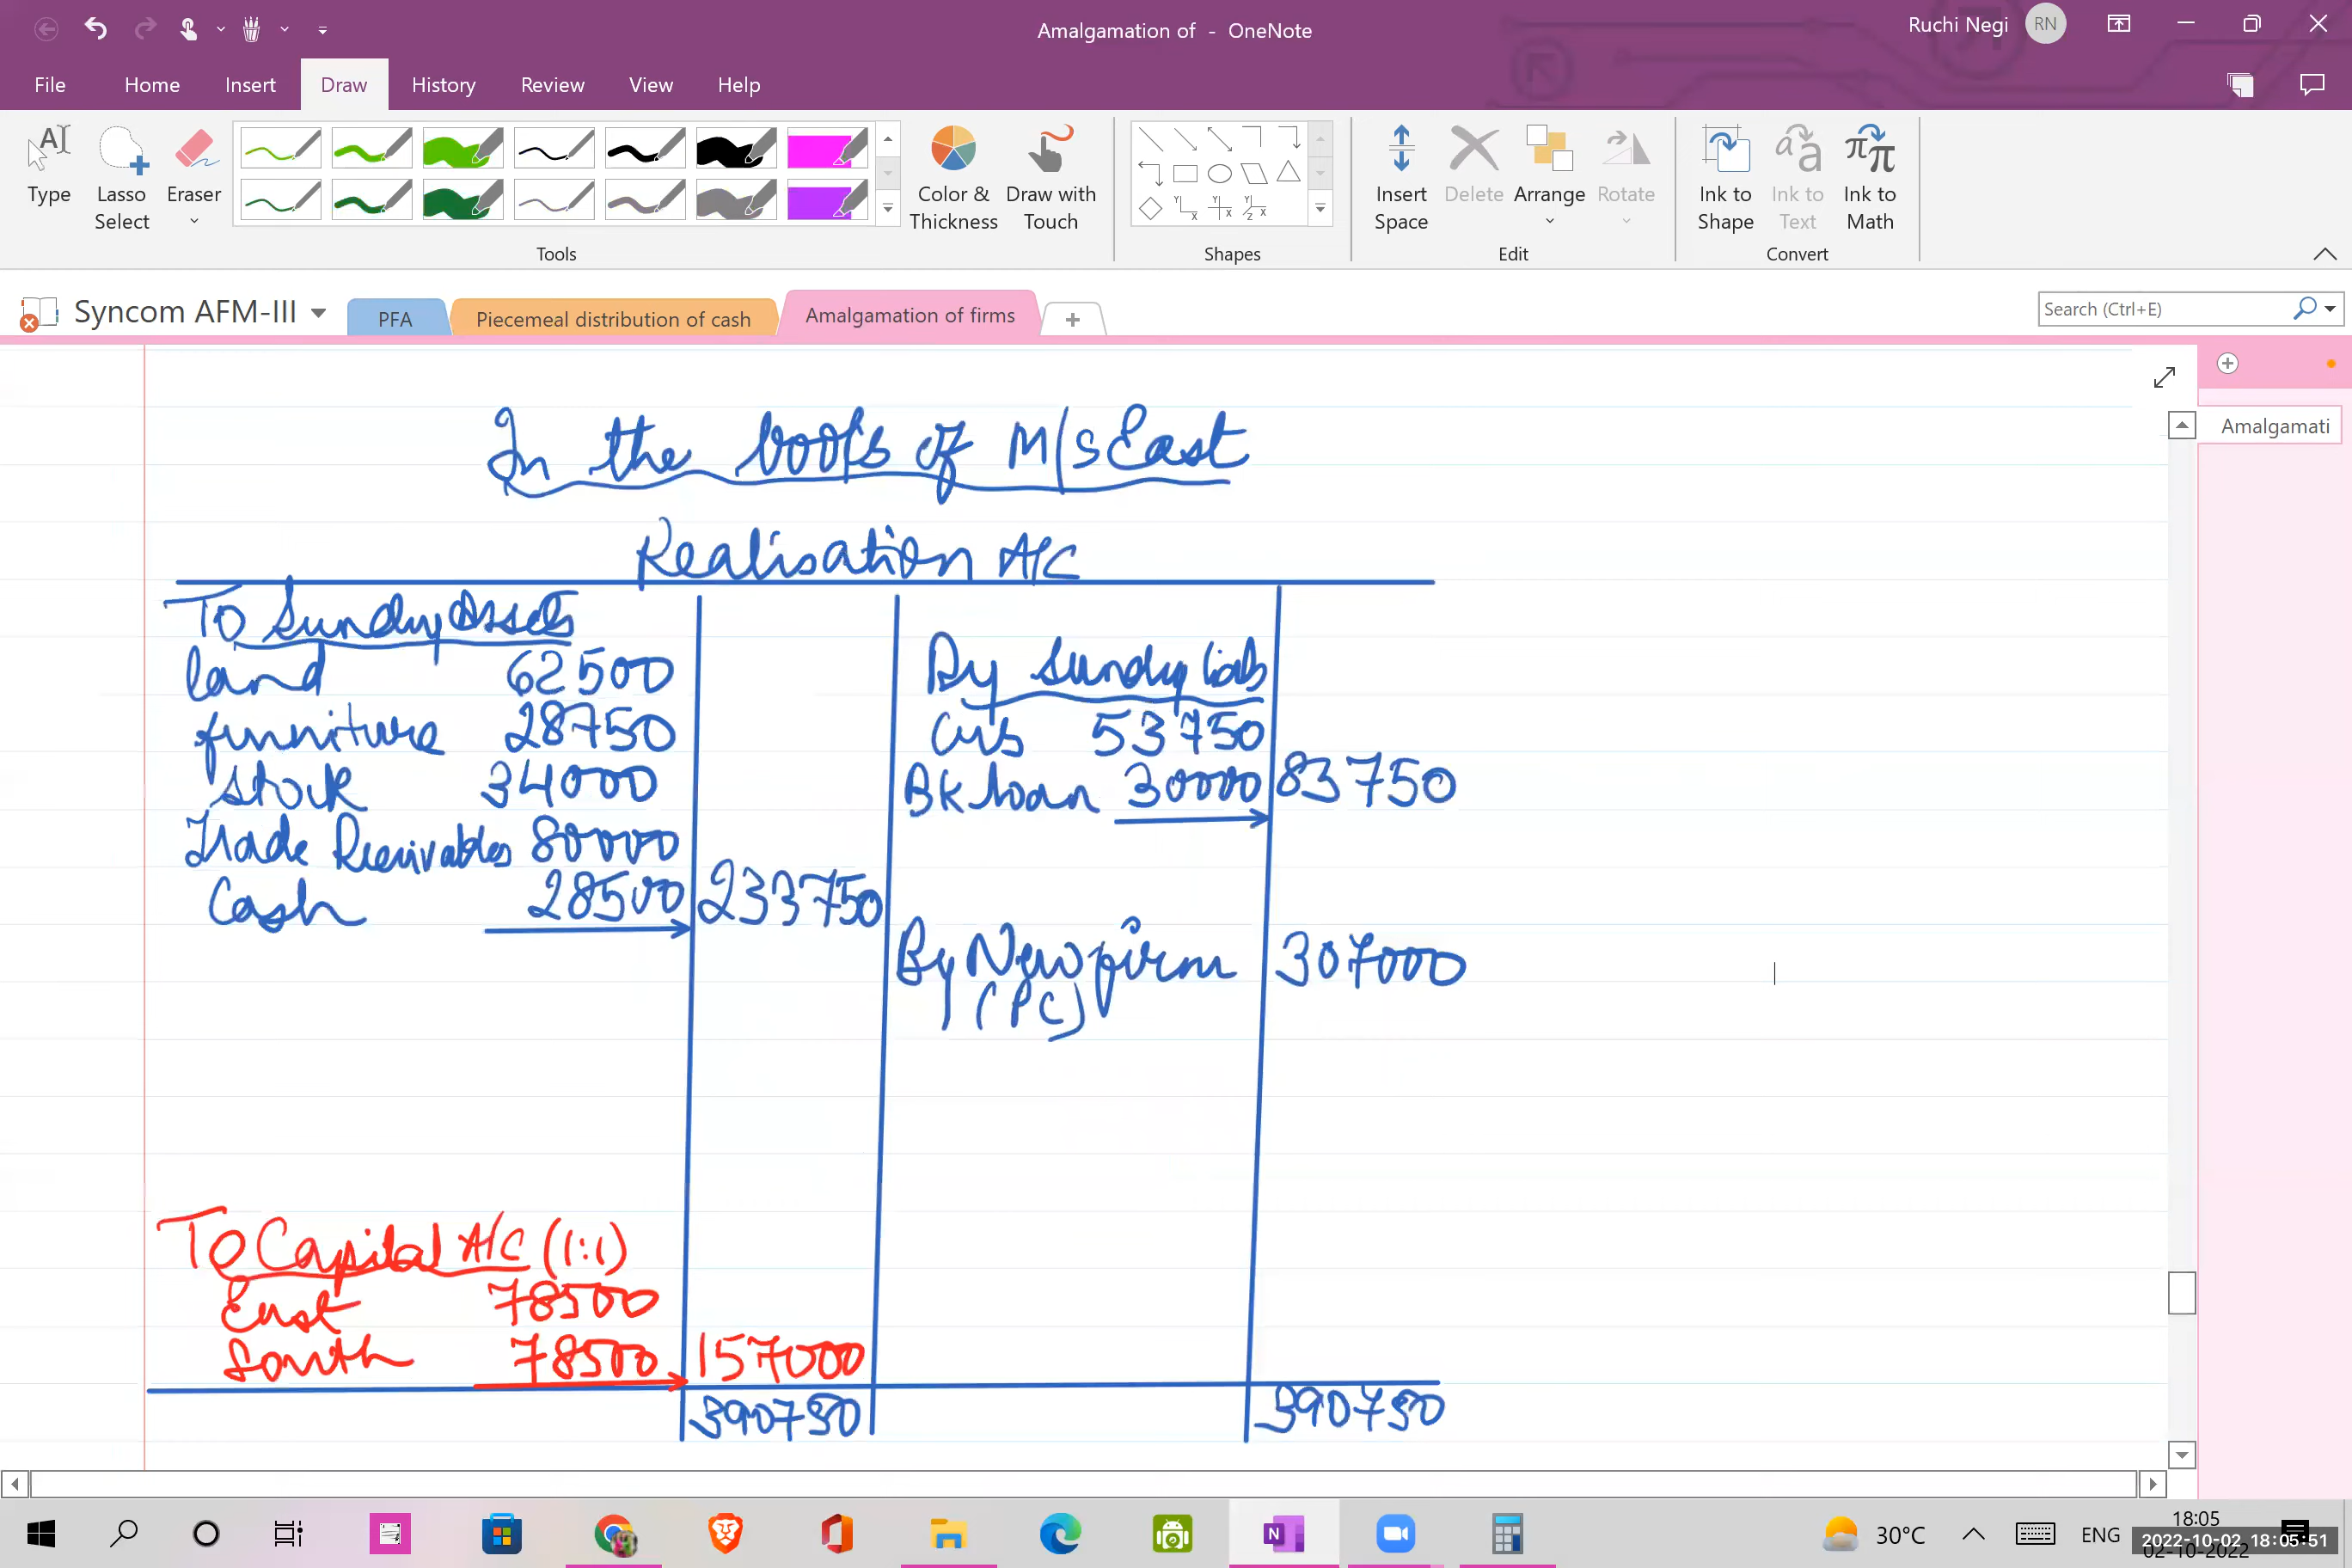 Amalgamation of - OneNote
Ruchi Negi RN
File Home Insert Draw History Review View Help
Type
Lasso Select
Eraser
Color & Thickness
Draw with Touch
Insert Space
Delete
Arrange
Rotate
Ink to Shape
Ink to Text
Ink to Math
Tools Shapes Edit Convert
Syncom AFM-III PFA Piecemeal distribution of cash Amalgamation of firms + Search (Ctrl+E)
Amalgamati
In the books of M/s East
Realisation A/C
To Sundry Assets
land 62500
furniture 28750
Stock 34000
Trade Receivables 80000
Cash 28500 233750
By Sundry liab
Crs 53750
Bk loan 30000 83750
By New firm 307000
(PC)
To Capital A/C (1:1)
East 78500
South 78500 157000
390750 390750
30°C ENG 18:05
2022-10-02 18:05:51
02-10-2022